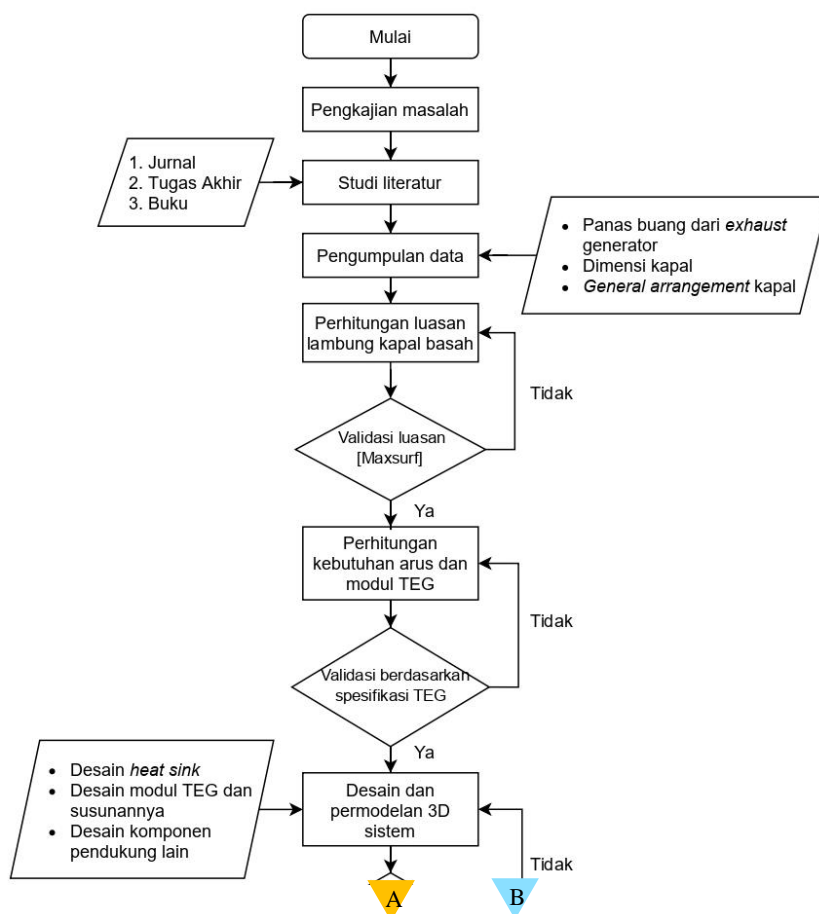 Mulai
Pengkajian masalah
1. Jurnal
2. Tugas Akhir
3. Buku
Studi literatur
Pengumpulan data
• Panas buang dari exhaust
generator
• Dimensi kapal
• General arrangement kapal
Perhitungan luasan
lambung kapal basah
Tidak
Validasi luasan
[Maxsurf]
Ya
Perhitungan
kebutuhan arus dan
modul TEG
Tidak
Validasi berdasarkan
spesifikasi TEG
Ya
• Desain heat sink
• Desain modul TEG dan
susunannya
• Desain komponen
pendukung lain
Desain dan
permodelan 3D
sistem
Tidak
A
B